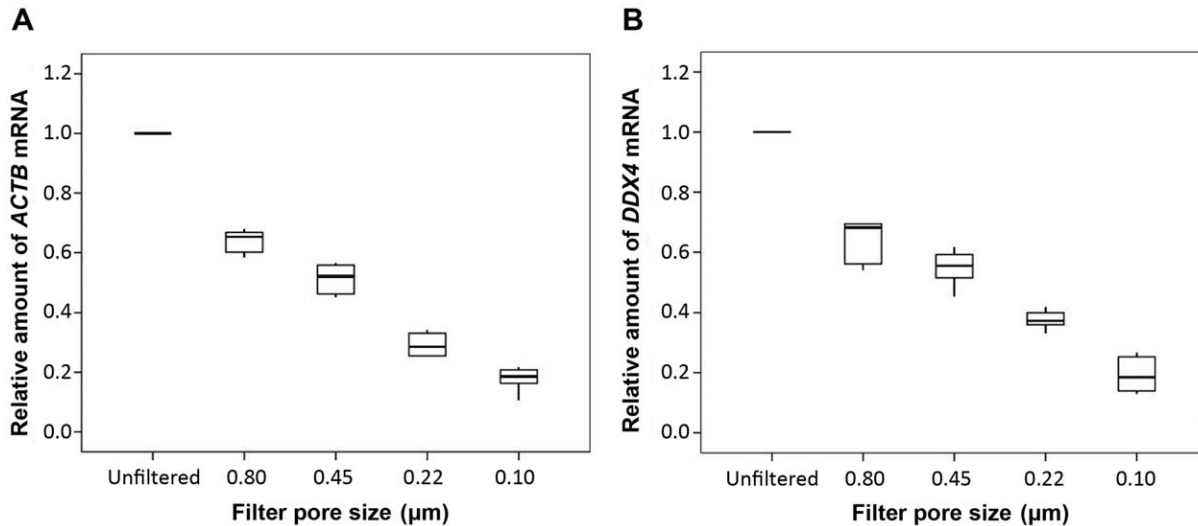 A
Relative amount of ACTB mRNA
1.2
1.0
0.8
0.6
0.4
0.2
0.0
Unfiltered 0.80 0.45 0.22 0.10
Filter pore size (µm)
B
Relative amount of DDX4 mRNA
1.2
1.0
0.8
0.6
0.4
0.2
0.0
Unfiltered 0.80 0.45 0.22 0.10
Filter pore size (µm)